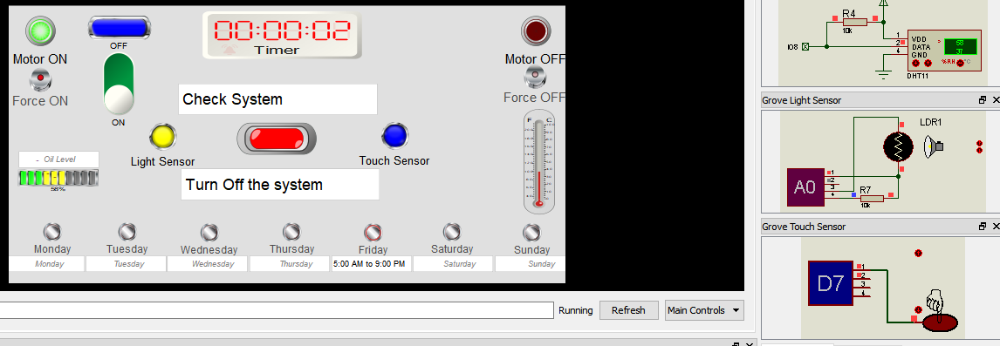 00:00:02
Timer
OFF
Motor ON
Force ON
ON
Motor OFF
Force OFF
Check System
F C
Light Sensor
Touch Sensor
- Oil Level
58%
Turn Off the system
Monday Tuesday Wednesday Thursday Friday Saturday Sunday
Monday Tuesday Wednesday Thursday 5:00 AM to 9:00 PM Saturday Sunday
Running Refresh Main Controls
R4
10k
IO8
1 VDD
2 DATA
4 GND
58
37
%RH °C
DHT11
Grove Light Sensor
LDR1
A0
1
2
3
4
R7
10k
Grove Touch Sensor
D7
1
2
3
4